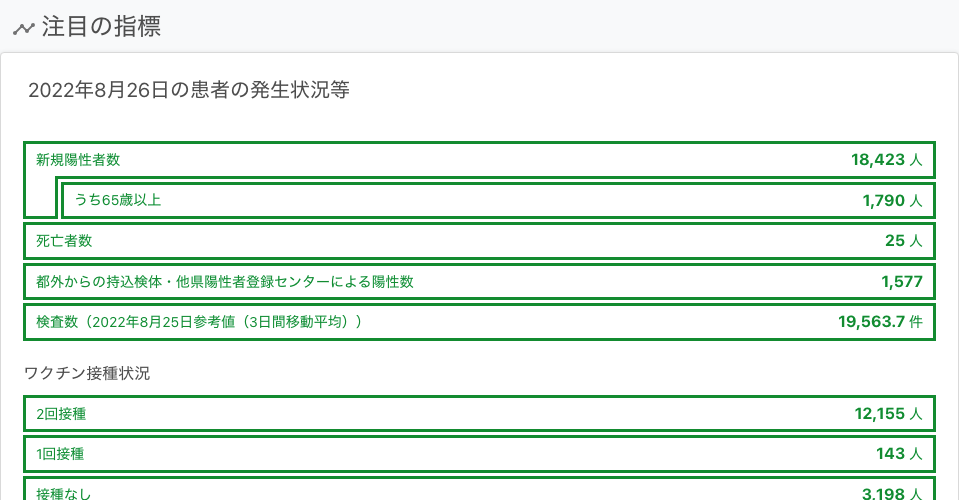 注目の指標
2022年8月26日の患者の発生状況等
新規陽性者数 18,423 人
うち65歳以上 1,790 人
死亡者数 25 人
都外からの持込検体・他県陽性者登録センターによる陽性数 1,577
検査数（2022年8月25日参考値（3日間移動平均）） 19,563.7 件
ワクチン接種状況
2回接種 12,155 人
1回接種 143 人
接種なし 3,198 人